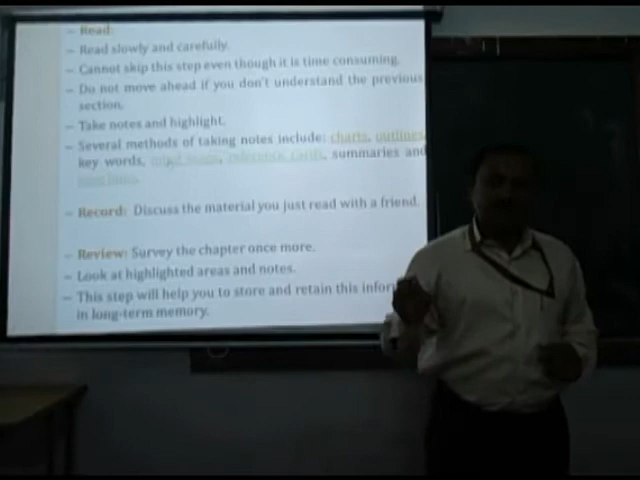 – Read:
– Read slowly and carefully.
– Cannot skip this step even though it is time consuming.
– Do not move ahead if you don't understand the previous
section.
– Take notes and highlight.
– Several methods of taking notes include: charts, outlines,
key words, mind maps, reference cards, summaries and
– Record: Discuss the material you just read with a friend.
– Review: Survey the chapter once more.
– Look at highlighted areas and notes.
– This step will help you to store and retain this infor
in long-term memory.